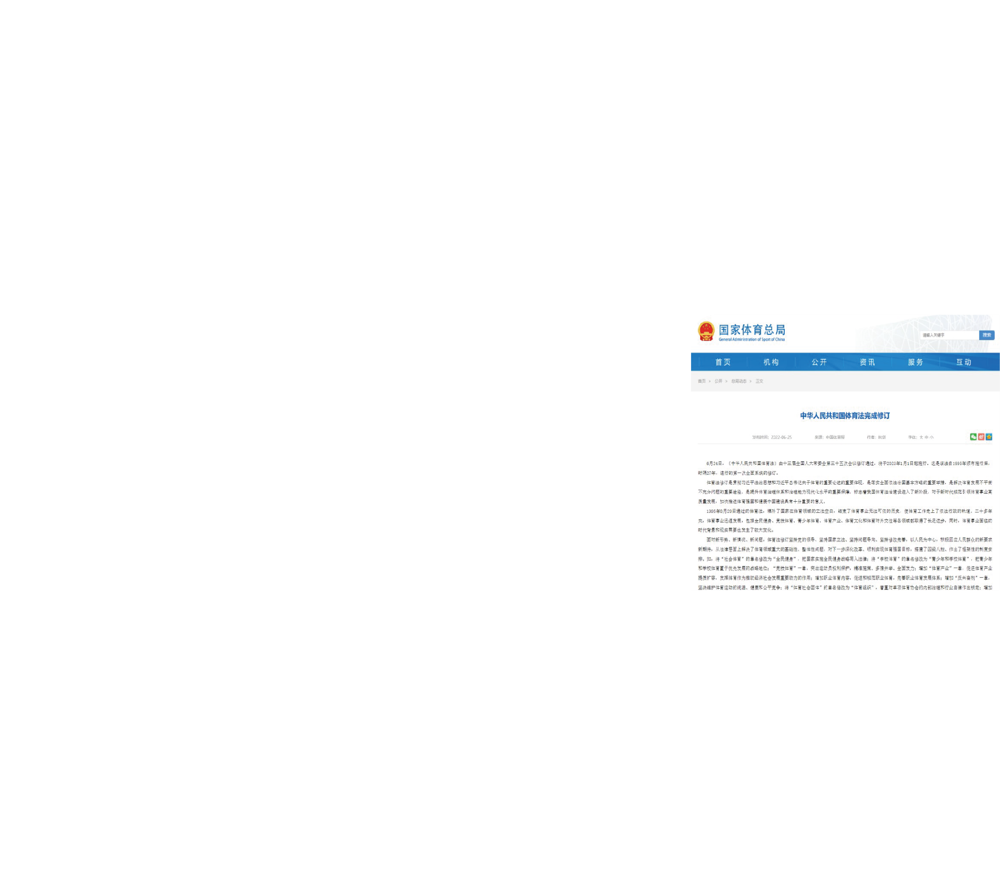 国家体育总局
General Administration of Sport of China
请输入关键字 搜索
首页 机构 公开 资讯 服务 互动
首页 > 公开 > 总局动态 > 正文
中华人民共和国体育法完成修订
发布时间：2022-06-25 来源：中国体育报 作者： 字体：大 中 小
6月24日，《中华人民共和国体育法》由十三届全国人大常委会第三十五次会议修订通过，将于2023年1月1日起施行。这是该法自1995年颁布施行后，
时隔27年，进行的第一次全面系统的修订。
体育法修订是贯彻习近平法治思想和习近平总书记关于体育的重要论述的重要体现，是落实全面依法治国基本方略的重要举措，是解决体育发展不平衡
不充分问题的重要途径，是提升体育治理体系和治理能力现代化水平的重要保障，标志着我国体育法治建设进入了新阶段，对于新时代规范引领体育事业高
质量发展，加快推进体育强国和健康中国建设具有十分重要的意义。
1995年8月29日通过的体育法，填补了国家在体育领域的立法空白，结束了体育事业无法可依的历史，使体育工作走上了依法行政的轨道。二十多年
来，体育事业迅速发展，包括全民健身、竞技体育、青少年体育、体育产业、体育文化和体育对外交往等各领域都取得了长足进步，同时，体育事业面临的
时代背景和现实需要也发生了较大变化。
面对新形势、新情况、新问题，体育法修订坚持党的领导、坚持国家立法、坚持问题导向、坚持修改完善，以人民为中心，积极回应人民群众的新要求
新期待，从法律层面上解决了体育领域重大的基础性、整体性问题，对下一步深化改革、顺利实现体育强国目标，搭建了四梁八柱、作出了框架性的制度安
排。如，将“社会体育”的章名修改为“全民健身”，把国家实施全民健身战略写入法律；将“学校体育”的章名修改为“青少年和学校体育”，把青少年
和学校体育置于优先发展的战略地位；“竞技体育”一章，突出运动员权利保护，精准施策、多措并举、全面发力；增加“体育产业”一章，促进体育产业
提质扩容，发挥体育作为推动经济社会发展重要动力的作用；增加职业体育内容，促进和规范职业体育，完善职业体育发展体系；增加“反兴奋剂”一章，
坚决维护体育运动的纯洁、健康和公平竞争；将“体育社会团体”的章名修改为“体育组织”，着重对单项体育协会的内部治理和行业自律作出规定；增加